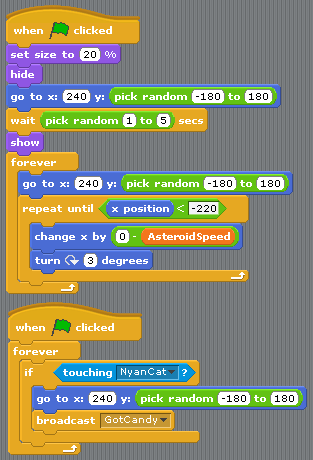 when clicked
set size to 20 %
hide
go to x: 240 y: pick random -180 to 180
wait pick random 1 to 5 secs
show
forever
go to x: 240 y: pick random -180 to 180
repeat until x position < -220
change x by 0 - AsteroidSpeed
turn 3 degrees
when clicked
forever
if touching NyanCat ?
go to x: 240 y: pick random -180 to 180
broadcast GotCandy